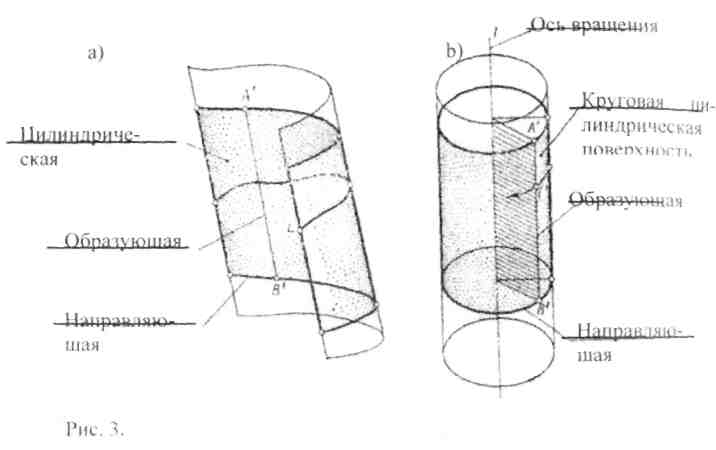 a)
Цилиндриче-
ская
Образующая
Направляю-
щая
A'
B'
L
b)
l
Ось вращения
Круговая ци-
линдрическая
поверхность
Образующая
Направляю-
щая
A'
B'
Рис. 3.